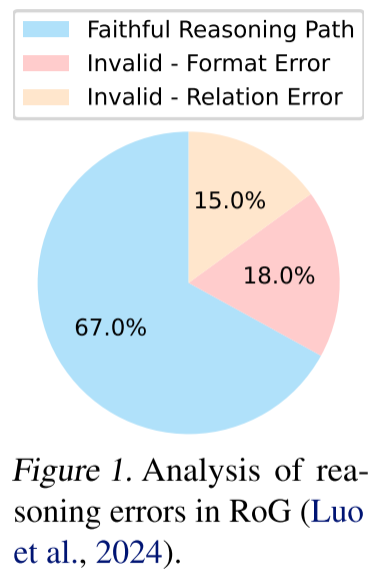 Faithful Reasoning Path
Invalid - Format Error
Invalid - Relation Error
15.0%
18.0%
67.0%
Figure 1. Analysis of rea-
soning errors in RoG (Luo
et al., 2024).